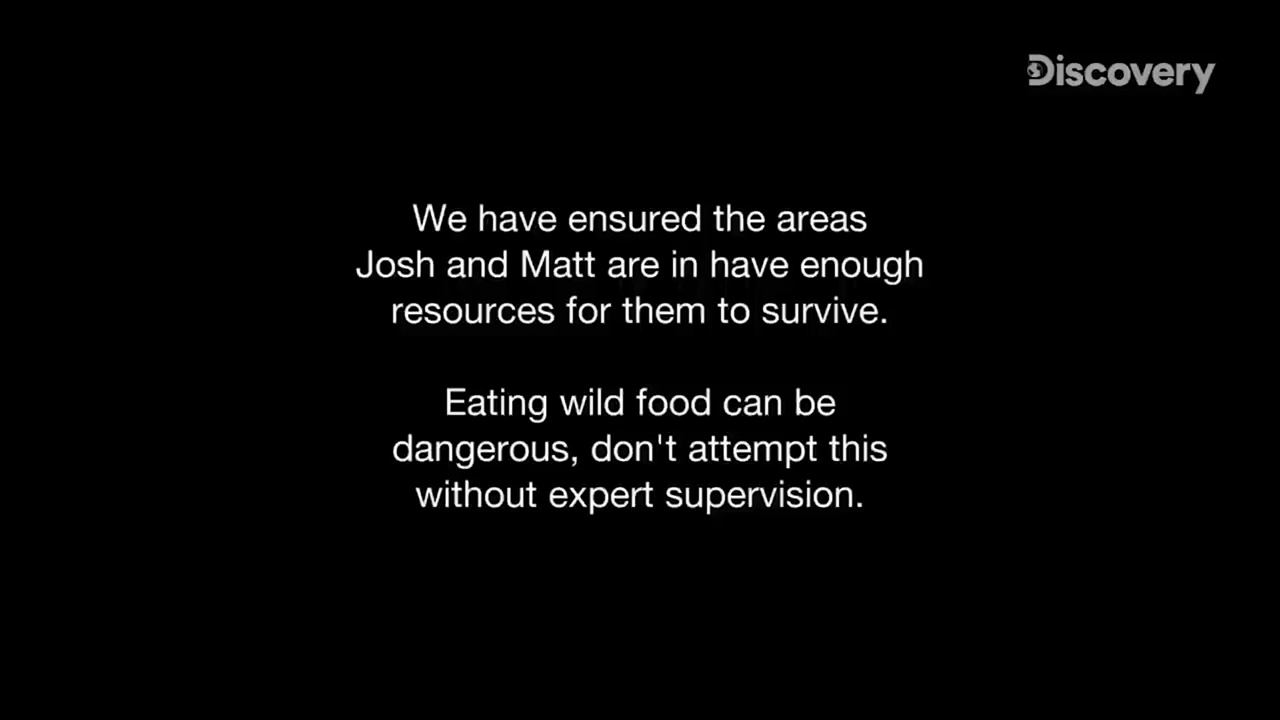 Discovery
We have ensured the areas
Josh and Matt are in have enough
resources for them to survive.
Eating wild food can be
dangerous, don't attempt this
without expert supervision.